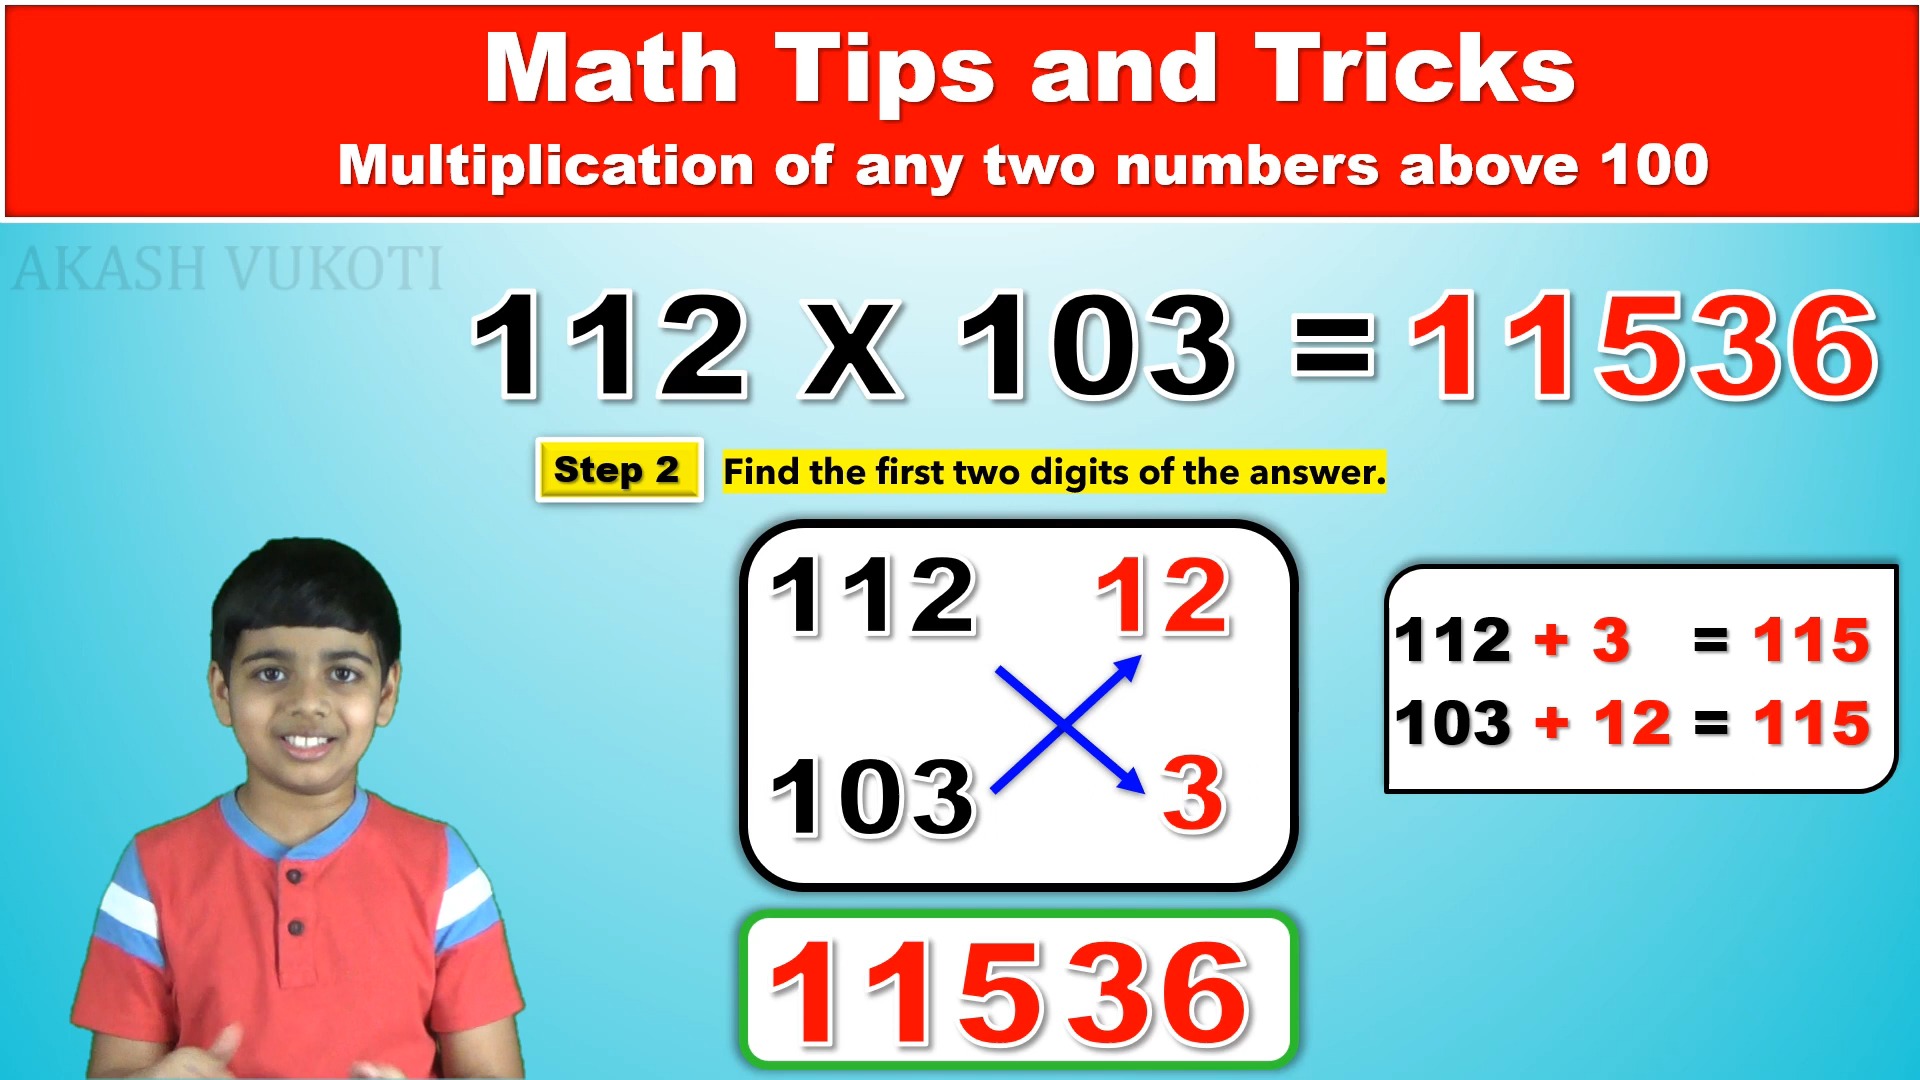 Math Tips and Tricks
Multiplication of any two numbers above 100
AKASH VUKOTI
112 x 103 = 11536
Step 2 Find the first two digits of the answer.
112 12
103 3
112 + 3 = 115
103 + 12 = 115
11536